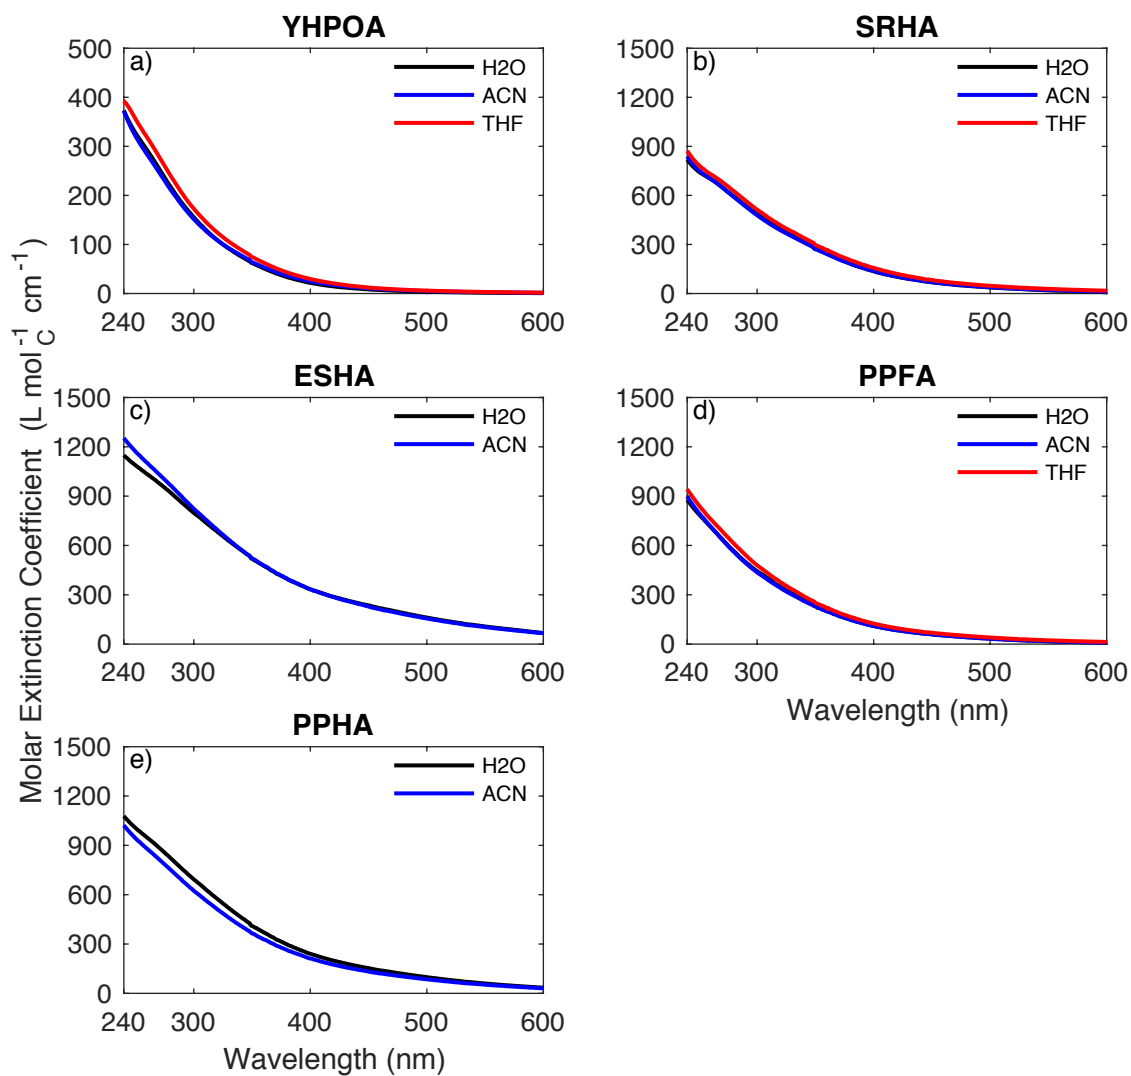 YHPOA
a)
H2O
ACN
THF
500
400
300
200
100
0
240 300 400 500 600
SRHA
b)
H2O
ACN
THF
1500
1200
900
600
300
0
240 300 400 500 600
ESHA
c)
H2O
ACN
1500
1200
900
600
300
0
240 300 400 500 600
PPFA
d)
H2O
ACN
THF
1500
1200
900
600
300
0
240 300 400 500 600
Wavelength (nm)
PPHA
e)
H2O
ACN
1500
1200
900
600
300
0
240 300 400 500 600
Wavelength (nm)
Molar Extinction Coefficient (L mol_C^-1 cm^-1)